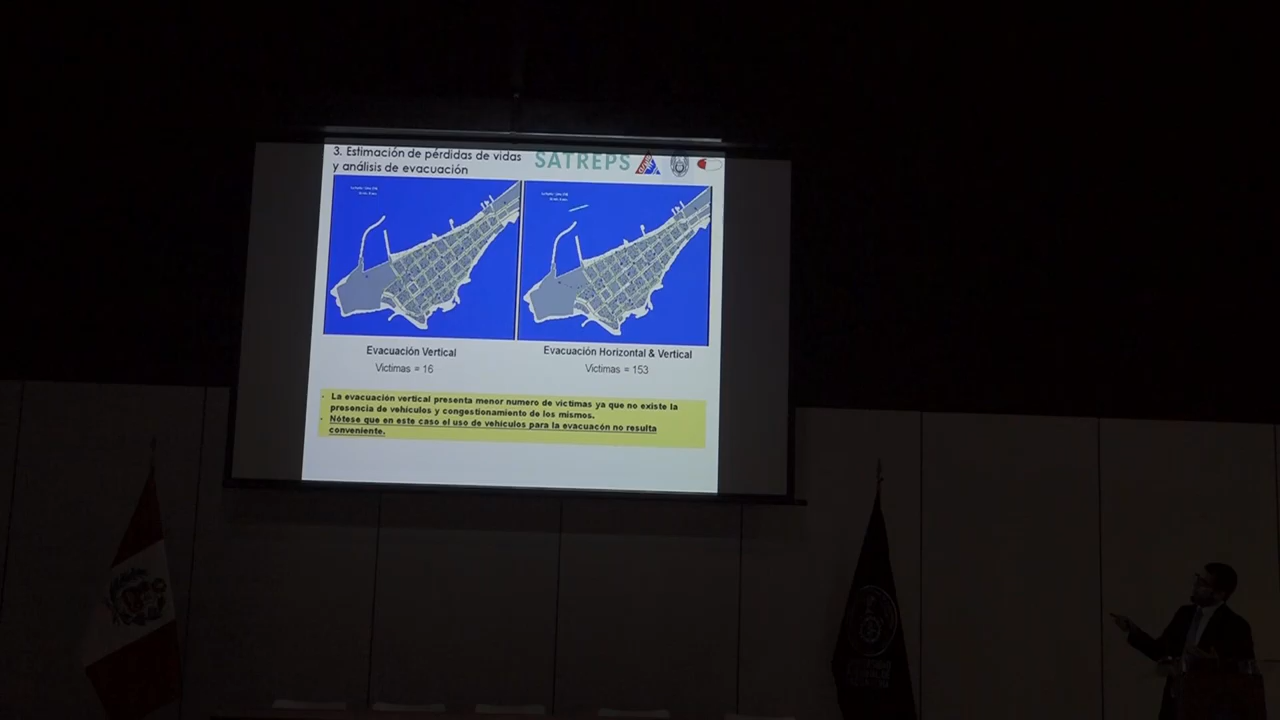 3. Estimación de pérdidas de vidas
y análisis de evacuación
SATREPS
Evacuación Vertical
Victimas = 16
Evacuación Horizontal & Vertical
Victimas = 153
- La evacuación vertical presenta menor numero de víctimas ya que no existe la
presencia de vehículos y congestionamiento de los mismos.
- Nótese que en este caso el uso de vehículos para la evacuación no resulta
conveniente.